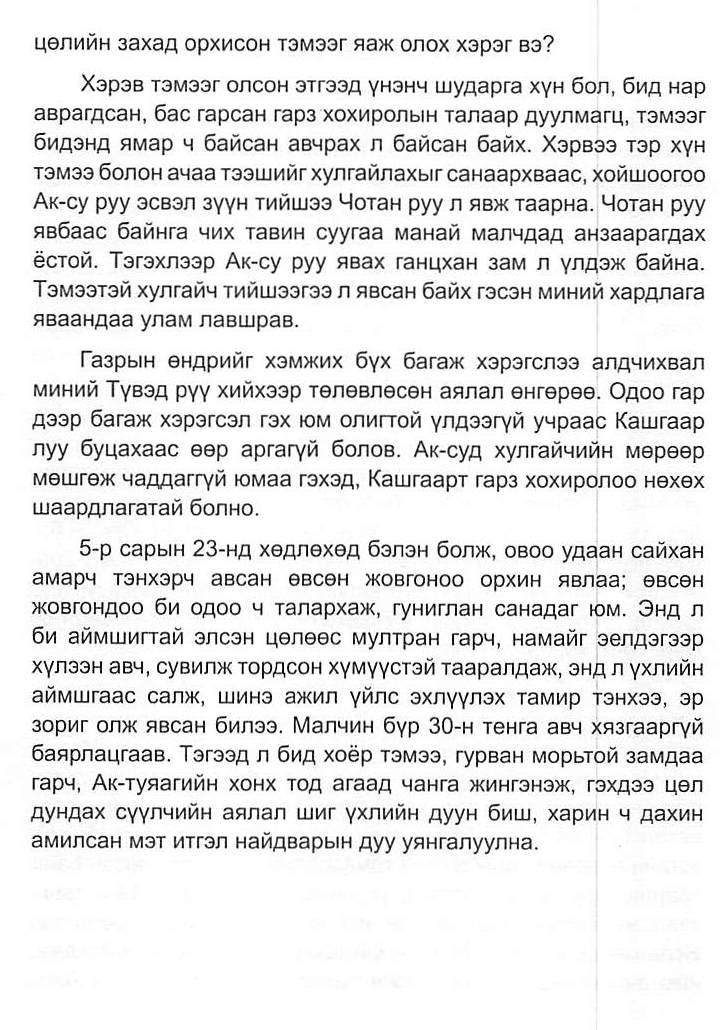 цөлийн захад орхисон тэмээг яаж олох хэрэг вэ?
Хэрэв тэмээг олсон этгээд үнэнч шударга хүн бол, бид нар
аврагдсан, бас гарсан гарз хохиролын талаар дуулмагц, тэмээг
бидэнд ямар ч байсан авчрах л байсан байх. Хэрвээ тэр хүн
тэмээ болон ачаа тээшийг хулгайлахыг санаархваас, хойшоогоо
Ак-су руу эсвэл зүүн тийшээ Чотан руу л явж таарна. Чотан руу
явбаас байнга чих тавин суугаа манай малчдад анзаарагдах
ёстой. Тэгэхлээр Ак-су руу явах ганцхан зам л үлдэж байна.
Тэмээтэй хулгайч тийшээгээ л явсан байх гэсэн миний хардлага
яваандаа улам лавшрав.
Газрын өндрийг хэмжих бүх багаж хэрэгслээ алдчихвал
миний Түвэд рүү хийхээр төлөвлөсөн аялал өнгөрөө. Одоо гар
дээр багаж хэрэгсэл гэх юм олигтой үлдээгүй учраас Кашгаар
луу буцахаас өөр аргагүй болов. Ак-суд хулгайчийн мөрөөр
мөшгөж чаддаггүй юмаа гэхэд, Кашгаарт гарз хохиролоо нөхөх
шаардлагатай болно.
5-р сарын 23-нд хөдлөхөд бэлэн болж, овоо удаан сайхан
амарч тэнхэрч авсан өвсөн жовгоноо орхин явлаа; өвсөн
жовгондоо би одоо ч талархаж, гуниглан санадаг юм. Энд л
би аймшигтай элсэн цөлөөс мултран гарч, намайг эелдэгээр
хүлээн авч, сувилж тордсон хүмүүстэй тааралдаж, энд л үхлийн
аймшгаас салж, шинэ ажил үйлс эхлүүлэх тамир тэнхээ, эр
зориг олж явсан билээ. Малчин бүр 30-н тенга авч хязгааргүй
баярлацгаав. Тэгээд л бид хоёр тэмээ, гурван морьтой замдаа
гарч, Ак-туяагийн хонх тод агаад чанга жингэнэж, гэхдээ цөл
дундах сүүлчийн аялал шиг үхлийн дуун биш, харин ч дахин
амилсан мэт итгэл найдварын дуу уянгалуулна.